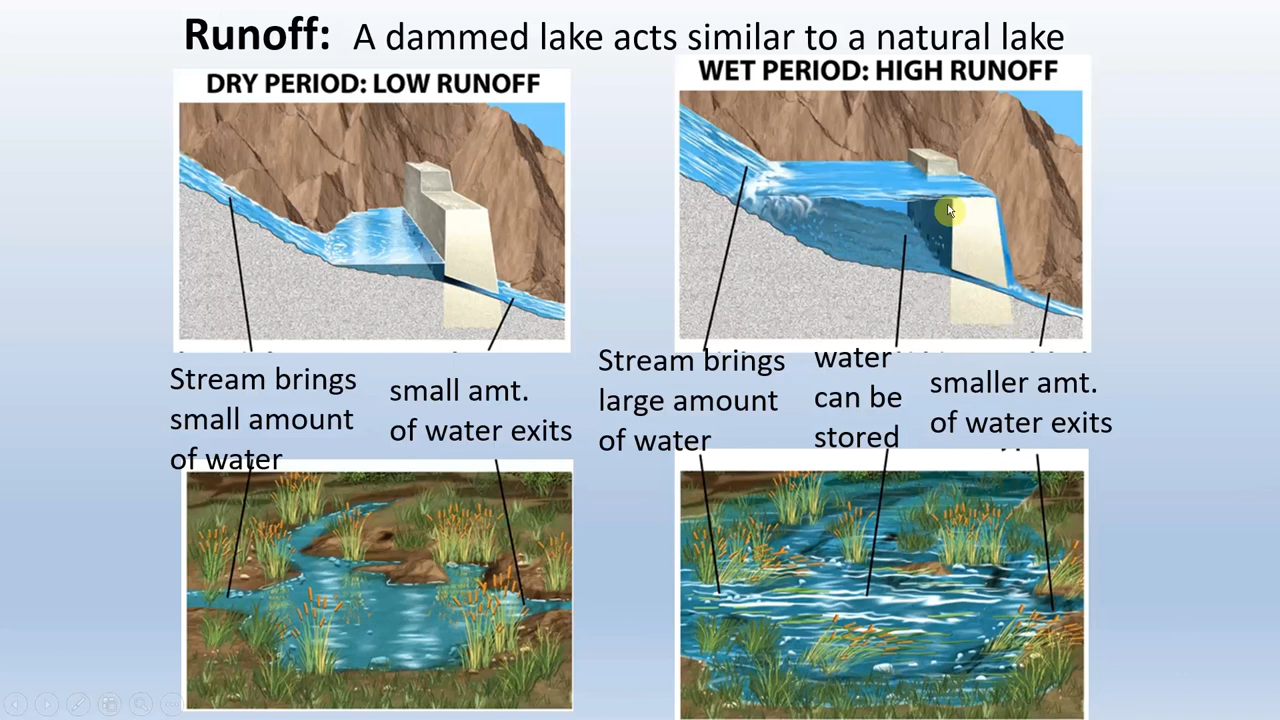 Runoff: A dammed lake acts similar to a natural lake
DRY PERIOD: LOW RUNOFF
WET PERIOD: HIGH RUNOFF
Stream brings
small amount
of water
small amt.
of water exits
Stream brings
large amount
of water
water
can be
stored
smaller amt.
of water exits